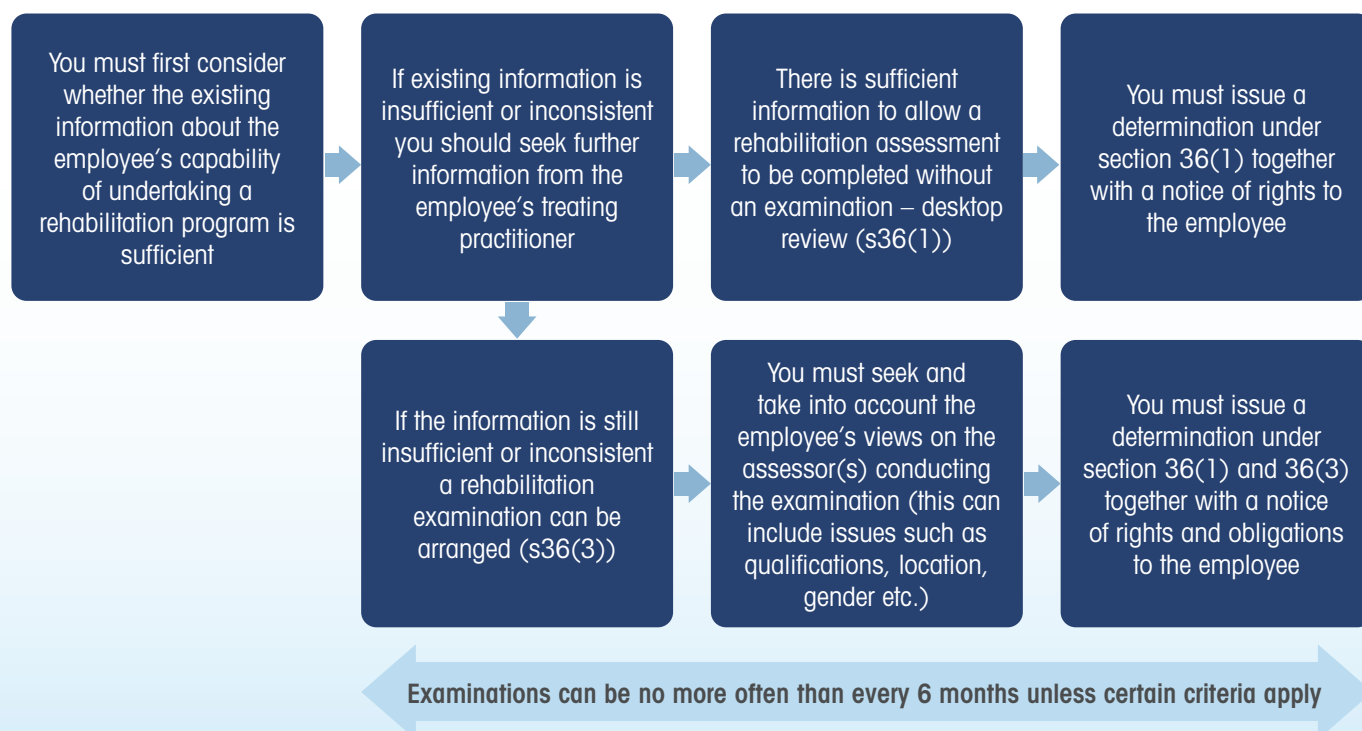 You must first consider
whether the existing
information about the
employee's capability
of undertaking a
rehabilitation program is
sufficient
If existing information is
insufficient or inconsistent
you should seek further
information from the
employee's treating
practitioner
There is sufficient
information to allow a
rehabilitation assessment
to be completed without
an examination – desktop
review (s36(1))
You must issue a
determination under
section 36(1) together
with a notice of rights to
the employee
If the information is still
insufficient or inconsistent
a rehabilitation
examination can be
arranged (s36(3))
You must seek and
take into account the
employee's views on the
assessor(s) conducting
the examination (this can
include issues such as
qualifications, location,
gender etc.)
You must issue a
determination under
section 36(1) and 36(3)
together with a notice
of rights and obligations
to the employee
Examinations can be no more often than every 6 months unless certain criteria apply